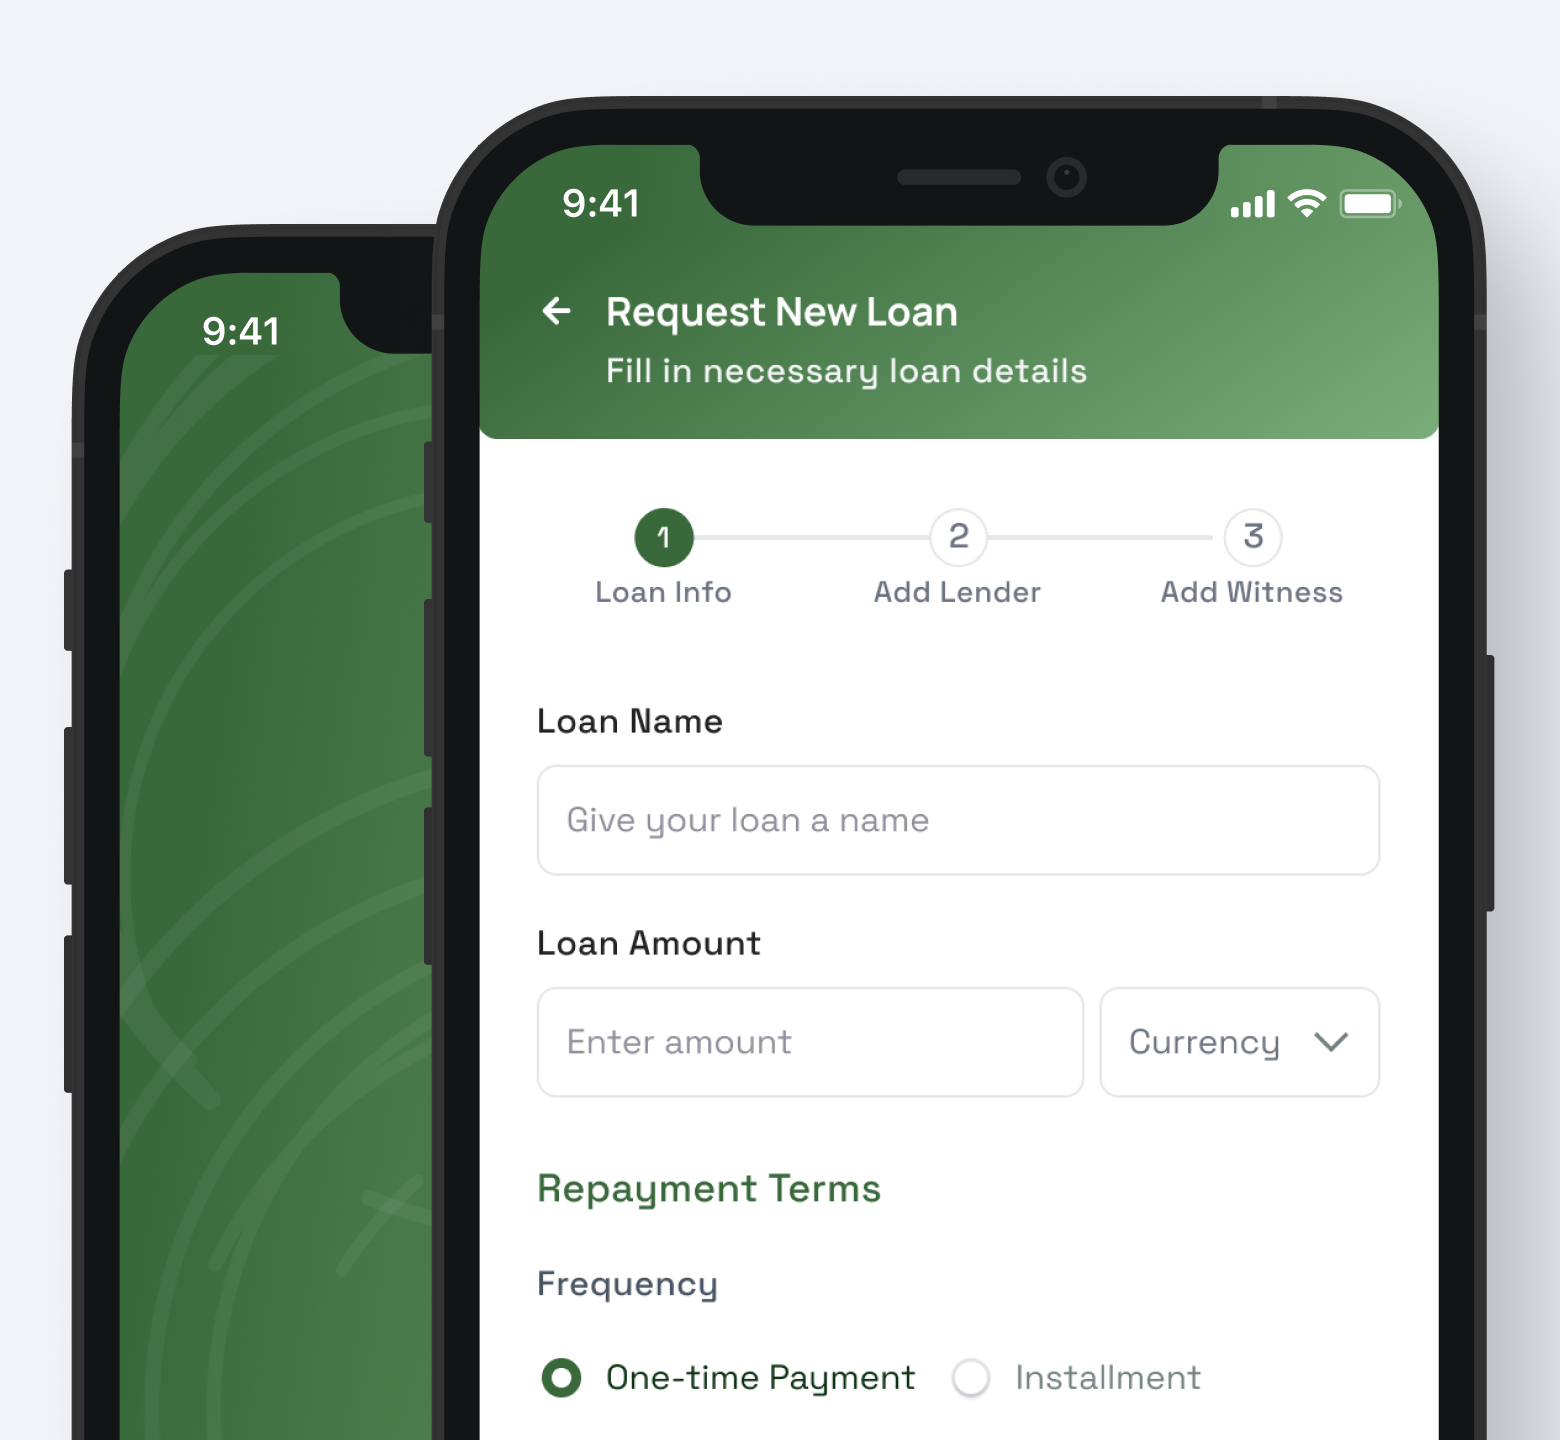 9:41
9:41
Request New Loan
Fill in necessary loan details
1 2 3
Loan Info Add Lender Add Witness
Loan Name
Give your loan a name
Loan Amount
Enter amount Currency
Repayment Terms
Frequency
One-time Payment Installment